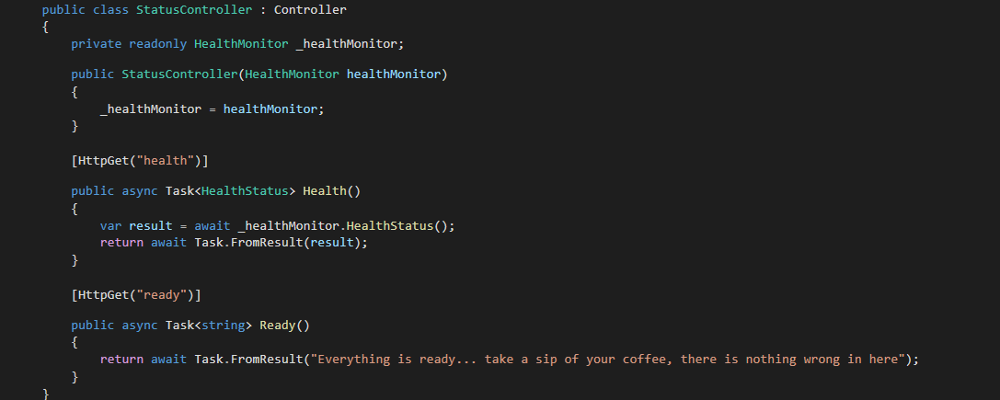 public class StatusController : Controller
{
private readonly HealthMonitor _healthMonitor;
public StatusController(HealthMonitor healthMonitor)
{
_healthMonitor = healthMonitor;
}
[HttpGet("health")]
public async Task<HealthStatus> Health()
{
var result = await _healthMonitor.HealthStatus();
return await Task.FromResult(result);
}
[HttpGet("ready")]
public async Task<string> Ready()
{
return await Task.FromResult("Everything is ready... take a sip of your coffee, there is nothing wrong in here");
}
}